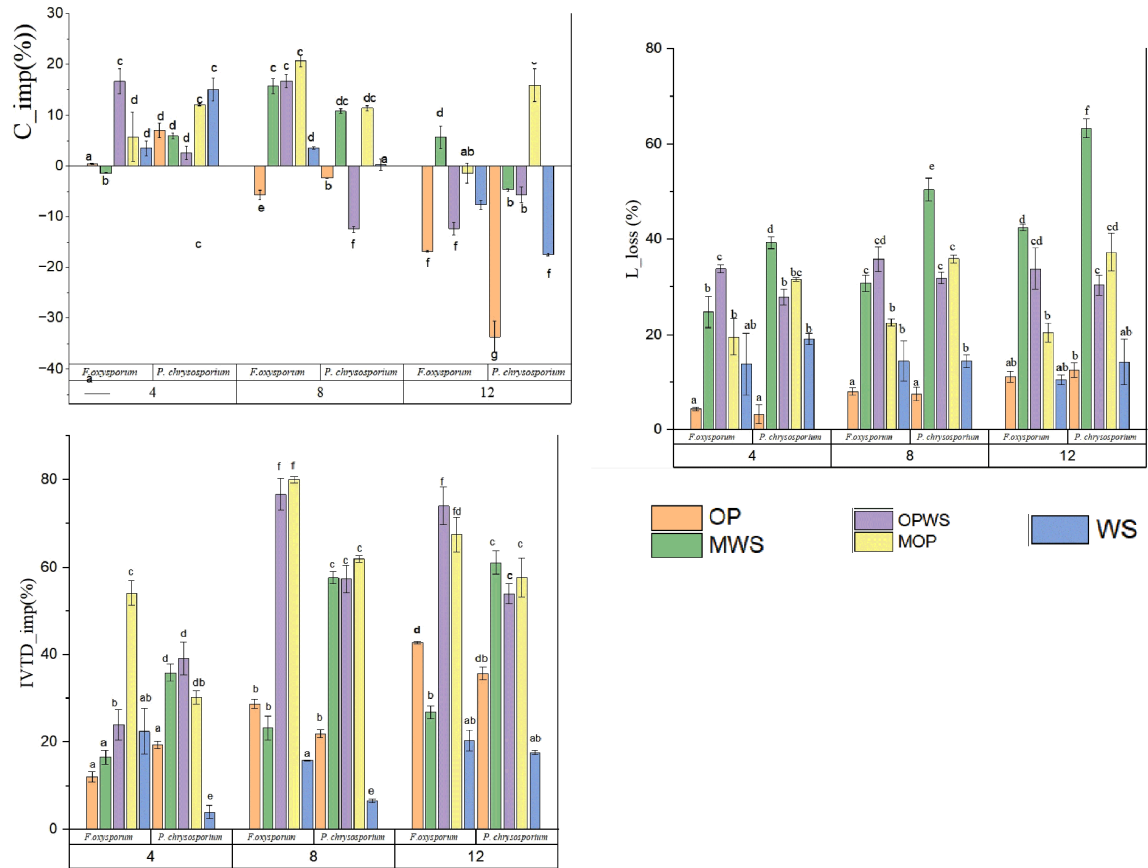 C_imp(%))
30
20
10
0
−10
−20
−30
−40
a b c d d d d d c c
c
a
e c c c d b dc f dc a
f d f ab g b b c f
F.oxysporum P. chrysosporium F.oxysporum P. chrysosporium F.oxysporum P. chrysosporium
4 8 12
L_loss (%)
80
60
40
20
0
a b c b ab a d b bc b
a c cd b b a e c c b
ab d cd b ab b f c cd ab
F.oxysporum P. chrysosporium F.oxysporum P. chrysosporium F.oxysporum P. chrysosporium
4 8 12
OP OPWS WS
MWS MOP
IVTD_imp(%)
80
60
40
20
0
a a b c ab a d d db e
b b f f a b c c c e
d b f fd ab db c c c ab
F.oxysporum P. chrysosporium F.oxysporum P. chrysosporium F.oxysporum P. chrysosporium
4 8 12